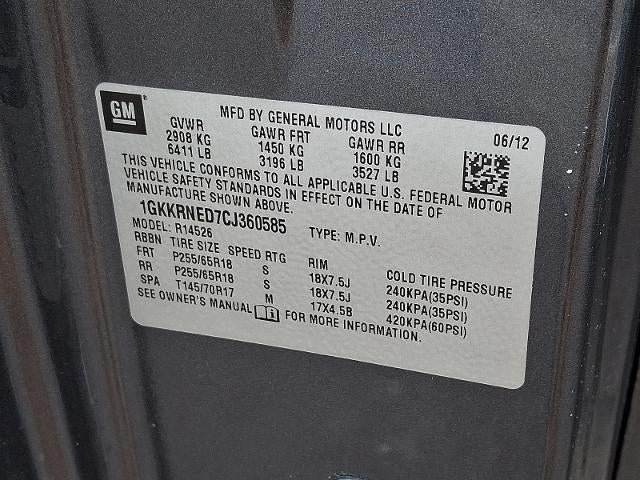 GM
MFD BY GENERAL MOTORS LLC 06/12
GVWR GAWR FRT GAWR RR
2908 KG 1450 KG 1600 KG
6411 LB 3196 LB 3527 LB
THIS VEHICLE CONFORMS TO ALL APPLICABLE U.S. FEDERAL MOTOR
VEHICLE SAFETY STANDARDS IN EFFECT ON THE DATE OF
MANUFACTURE SHOWN ABOVE.
1GKKRNED7CJ360585 TYPE: M.P.V.
MODEL: R14526
RBBN TIRE SIZE SPEED RTG RIM COLD TIRE PRESSURE
FRT P255/65R18 S 18X7.5J 240KPA(35PSI)
RR P255/65R18 S 18X7.5J 240KPA(35PSI)
SPA T145/70R17 M 17X4.5B 420KPA(60PSI)
SEE OWNER'S MANUAL FOR MORE INFORMATION.